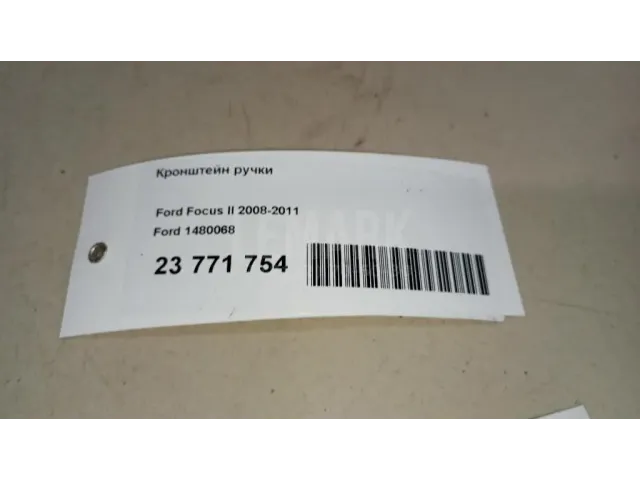 Кронштейн ручки
Ford Focus II 2008-2011
Ford 1480068
23 771 754